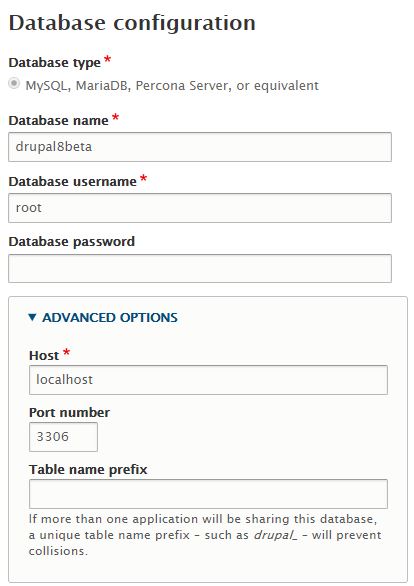 Database configuration
Database type *
MySQL, MariaDB, Percona Server, or equivalent
Database name *
drupal8beta
Database username *
root
Database password
▼ ADVANCED OPTIONS
Host *
localhost
Port number
3306
Table name prefix
If more than one application will be sharing this database,
a unique table name prefix – such as drupal_ – will prevent
collisions.